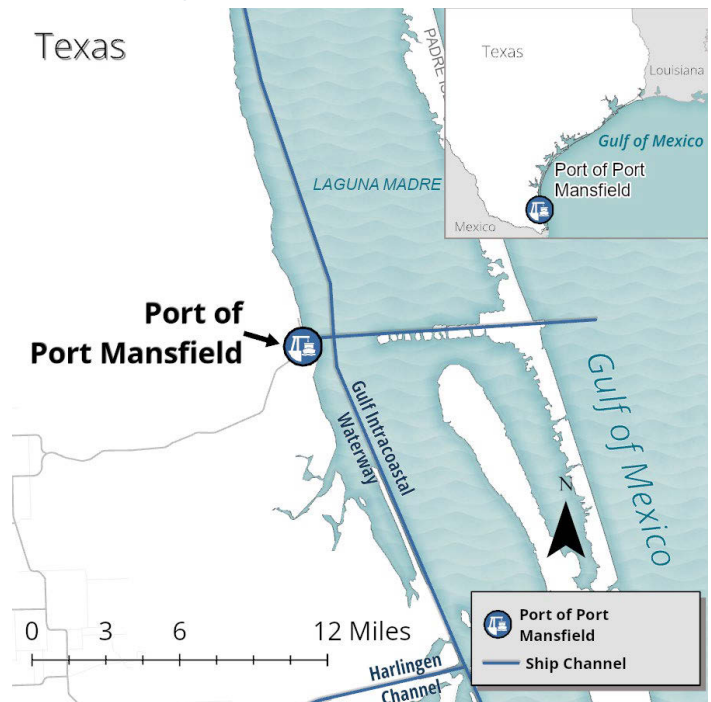 Texas
PADRE IS
LAGUNA MADRE
Texas
Louisiana
Gulf of Mexico
Port of Port
Mansfield
Mexico
Port of
Port Mansfield
Gulf Intracoastal
Waterway
Gulf of Mexico
N
0 3 6 12 Miles
Harlingen
Channel
Port of Port
Mansfield
Ship Channel